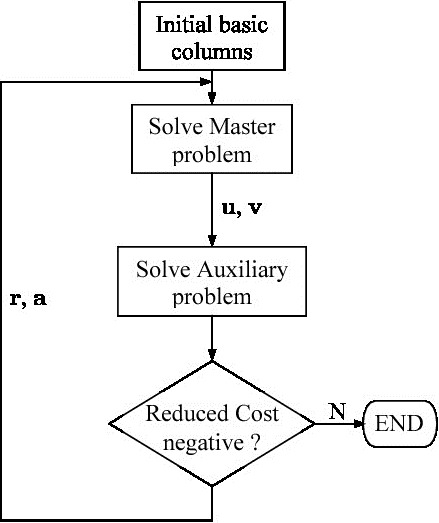 Initial basic
columns
Solve Master
problem
u, v
Solve Auxiliary
problem
r, a
Reduced Cost
negative ?
N
END